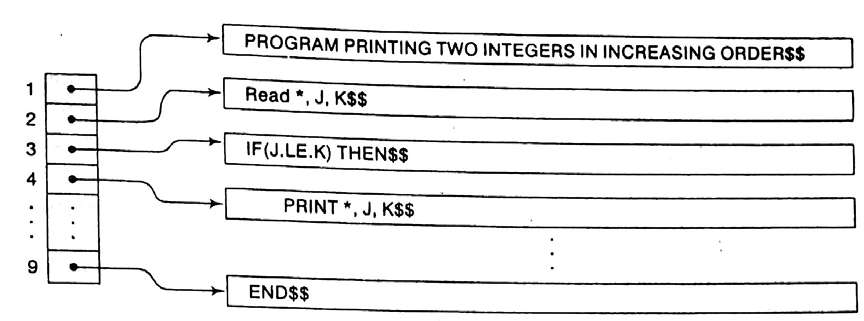 PROGRAM PRINTING TWO INTEGERS IN INCREASING ORDER$$
1
Read *, J, K$$
2
IF(J.LE.K) THEN$$
3
4
PRINT *, J, K$$
9
END$$